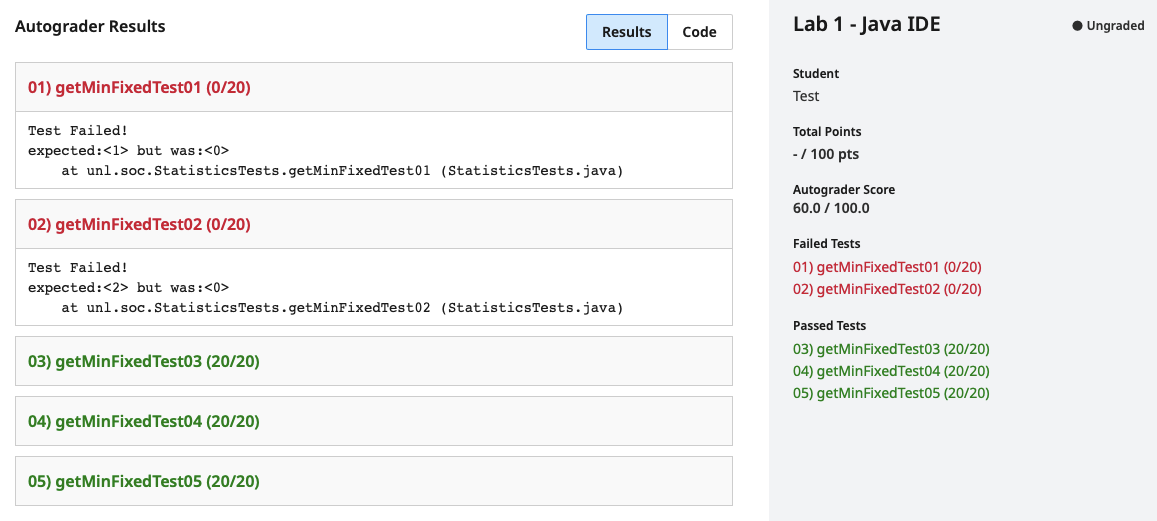 Autograder Results
Results
Code
01) getMinFixedTest01 (0/20)
Test Failed!
expected:<1> but was:<0>
at unl.soc.StatisticsTests.getMinFixedTest01 (StatisticsTests.java)
02) getMinFixedTest02 (0/20)
Test Failed!
expected:<2> but was:<0>
at unl.soc.StatisticsTests.getMinFixedTest02 (StatisticsTests.java)
03) getMinFixedTest03 (20/20)
04) getMinFixedTest04 (20/20)
05) getMinFixedTest05 (20/20)
Lab 1 - Java IDE
Ungraded
Student
Test
Total Points
- / 100 pts
Autograder Score
60.0 / 100.0
Failed Tests
01) getMinFixedTest01 (0/20)
02) getMinFixedTest02 (0/20)
Passed Tests
03) getMinFixedTest03 (20/20)
04) getMinFixedTest04 (20/20)
05) getMinFixedTest05 (20/20)